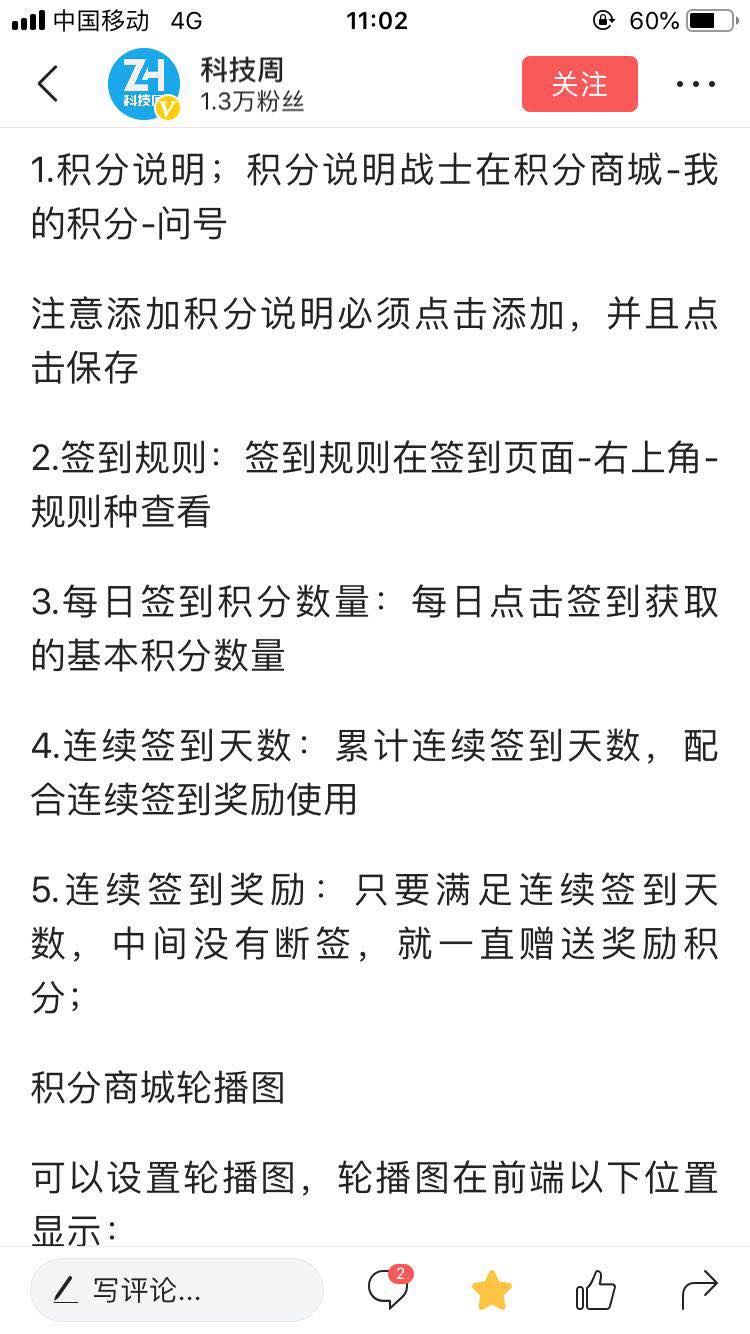 中国移动 4G 11:02 60%
ZH
科技周
科技周
1.3万粉丝
关注
1.积分说明；积分说明战士在积分商城-我
的积分-问号
注意添加积分说明必须点击添加，并且点
击保存
2.签到规则：签到规则在签到页面-右上角-
规则种查看
3.每日签到积分数量：每日点击签到获取
的基本积分数量
4.连续签到天数：累计连续签到天数，配
合连续签到奖励使用
5.连续签到奖励：只要满足连续签到天
数，中间没有断签，就一直赠送奖励积
分；
积分商城轮播图
可以设置轮播图，轮播图在前端以下位置
显示：
写评论...
2